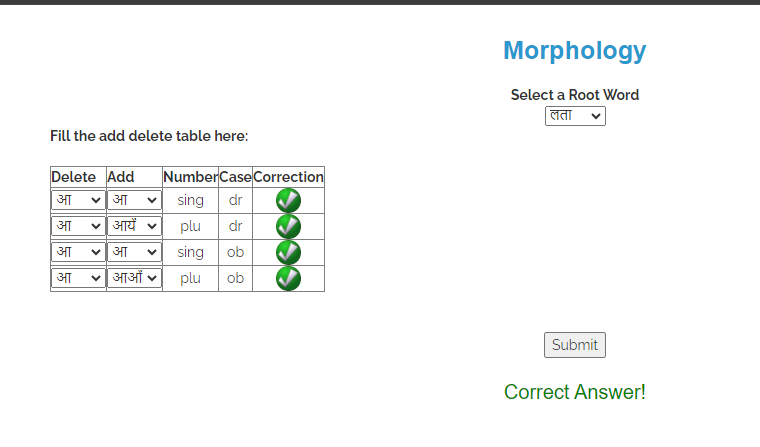 Morphology
Select a Root Word
लता
Fill the add delete table here:
Delete Add Number Case Correction
आ आ sing dr
आ आयें plu dr
आ आ sing ob
आ आओं plu ob
Submit
Correct Answer!